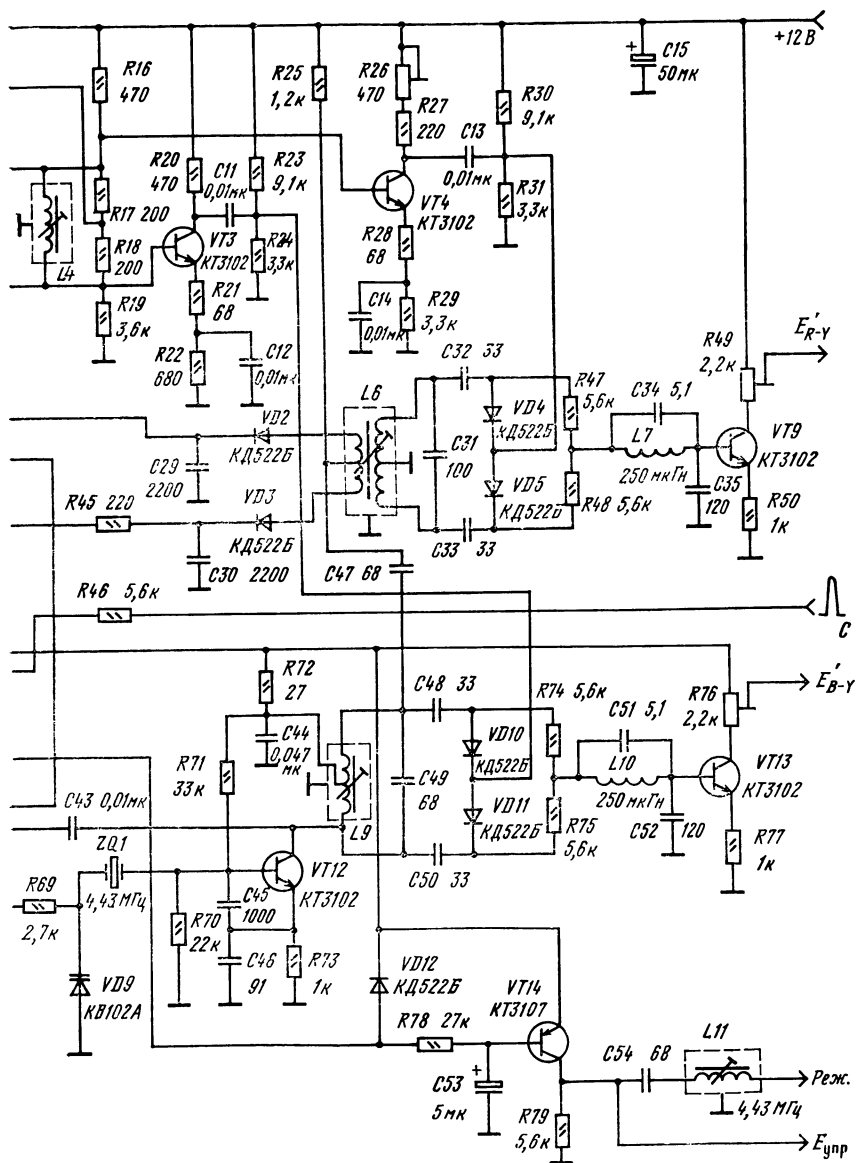 +12 В
C15
50 мк
R16
470
R25
1,2к
R26
470
R27
220
R30
9,1к
C13
0,01мк
R20
470
C11
0,01мк
R23
9,1к
VT4
КТ3102
R31
3,3к
R17 200
R18
200
VT3
КТ3102
R24
3,3к
R28
68
L4
R19
3,6к
R21
68
C14
0,01мк
R29
3,3к
R22
680
C12
0,01мк
C32 33
R49
2,2к
E'R-Y
L6
R47
5,6к
C34 5,1
VD2
КД522Б
VD4
КД522Б
L7
VT9
КТ3102
C29
2200
C31
100
250 мкГн
C35
120
VD3
КД522Б
VD5
КД522Б
R48 5,6к
R45 220
R50
1к
C30 2200
C33 33
C47 68
R46 5,6к
C
R72
27
C48 33
R74 5,6к
R76
2,2к
E'B-Y
C51 5,1
C44
0,047
мк
VD10
КД522Б
L10
VT13
КТ3102
R71
33к
C49
68
250 мкГн
C43 0,01мк
L9
VD11
КД522Б
R75
5,6к
C52 120
R77
1к
ZQ1
4,43 МГц
VT12
КТ3102
C50 33
R69
2,7к
C45
1000
R70
22к
C46
91
R73
1к
VD9
КВ102А
VD12
КД522Б
VT14
КТ3107
R78 27к
L11
C54 68
C53
5мк
+
Реж.
R79
5,6к
4,43 МГц
Eупр